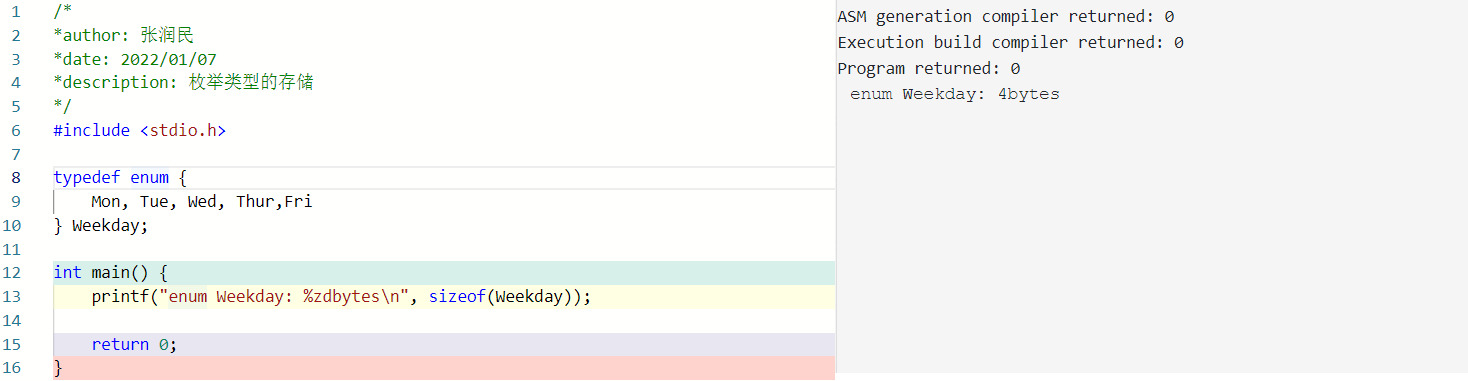 1 /*
2 *author: 张润民
3 *date: 2022/01/07
4 *description: 枚举类型的存储
5 */
6 #include <stdio.h>
7
8 typedef enum {
9 Mon, Tue, Wed, Thur,Fri
10 } Weekday;
11
12 int main() {
13 printf("enum Weekday: %zdbytes\n", sizeof(Weekday));
14
15 return 0;
16 }
ASM generation compiler returned: 0
Execution build compiler returned: 0
Program returned: 0
enum Weekday: 4bytes